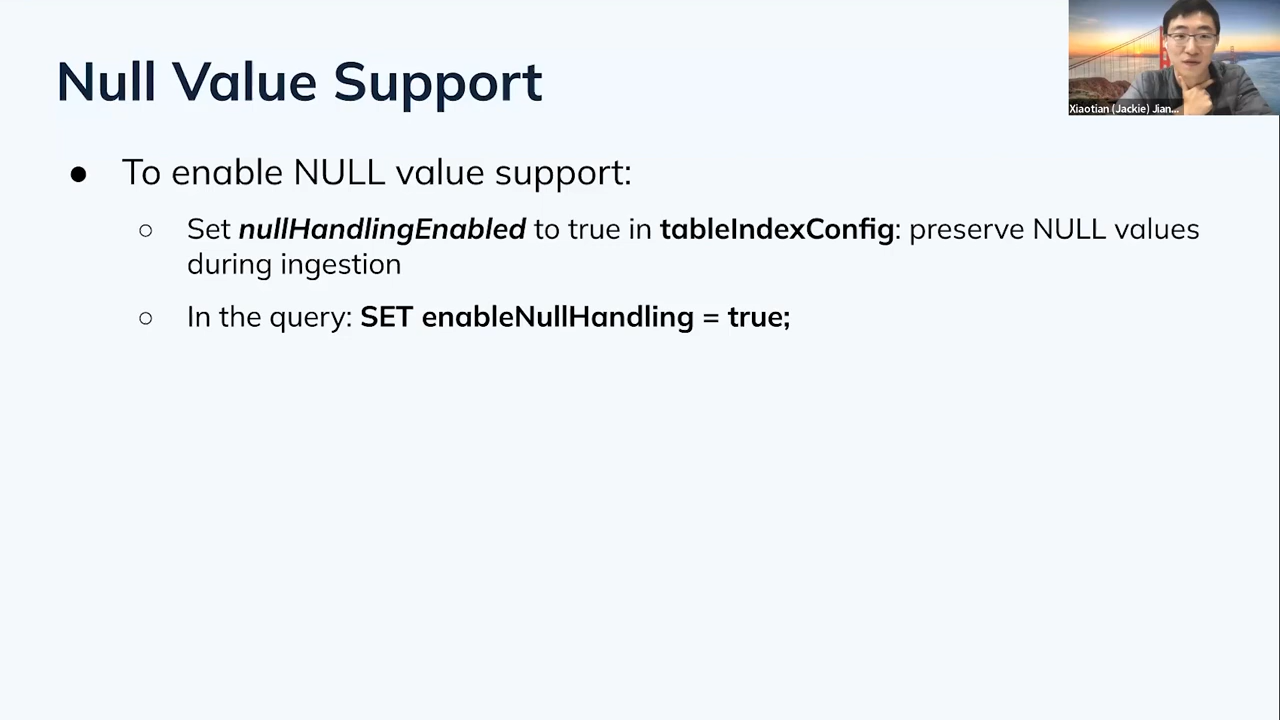 Null Value Support
Xiaotian (Jackie) Jian...
● To enable NULL value support:
○ Set nullHandlingEnabled to true in tableIndexConfig: preserve NULL values
during ingestion
○ In the query: SET enableNullHandling = true;